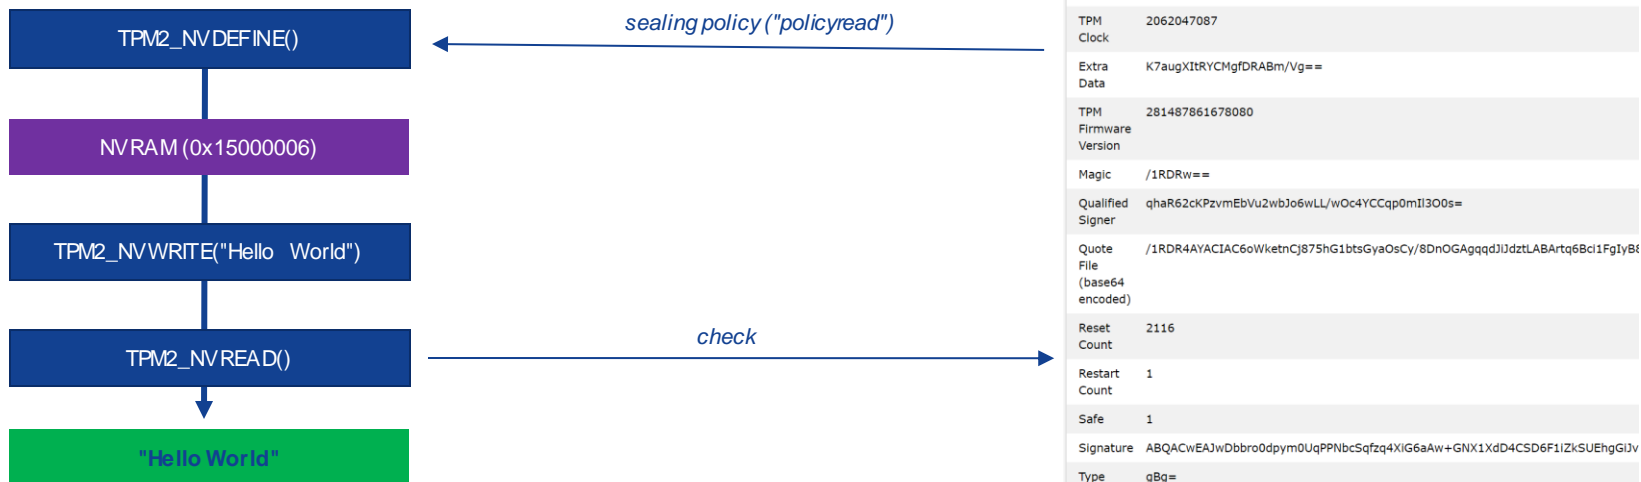 TPM2_NVDEFINE()
NVRAM (0x15000006)
TPM2_NVWRITE("Hello World")
TPM2_NVREAD()
"Hello World"
sealing policy ("policyread")
check
TPM
Clock
2062047087
Extra
Data
K7augXItRYCMgfDRABm/Vg==
TPM
Firmware
Version
281487861678080
Magic
/1RDRw==
Qualified
Signer
qhaR62cKPzvmEbVu2wbJo6wLL/wOc4YCCqp0mIl3O0s=
Quote
File
(base64
encoded)
/1RDR4AYACIAC6oWketnCj875hG1btsGyaOsCy/8DnOGAgqqdJiJdztLABArtq6Bci1FgIyB8
Reset
Count
2116
Restart
Count
1
Safe
1
Signature
ABQACwEAJwDbbro0dpym0UqPPNbcSqfzq4XiG6aAw+GNX1XdD4CSD6F1iZkSUEhgGiJv
Type
gBg=